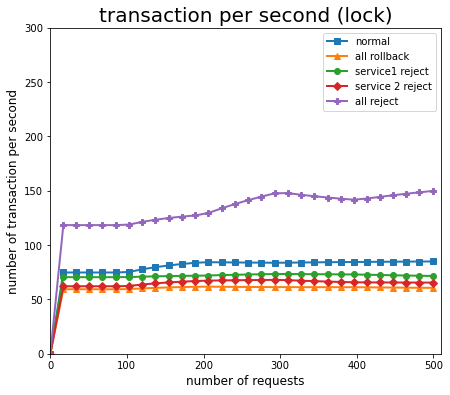 transaction per second (lock)
300
250
200
150
100
50
0
number of transaction per second
normal
all rollback
service1 reject
service 2 reject
all reject
0 100 200 300 400 500
number of requests